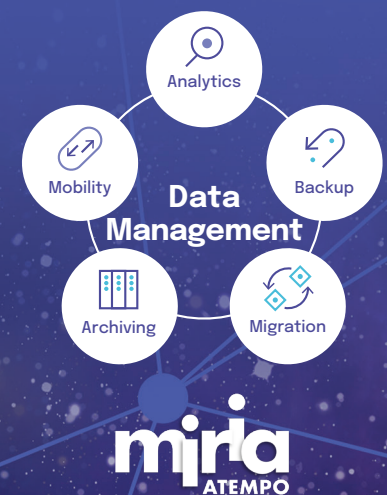 Analytics
Mobility
Backup
Data
Management
Archiving
Migration
miria
ATEMPO